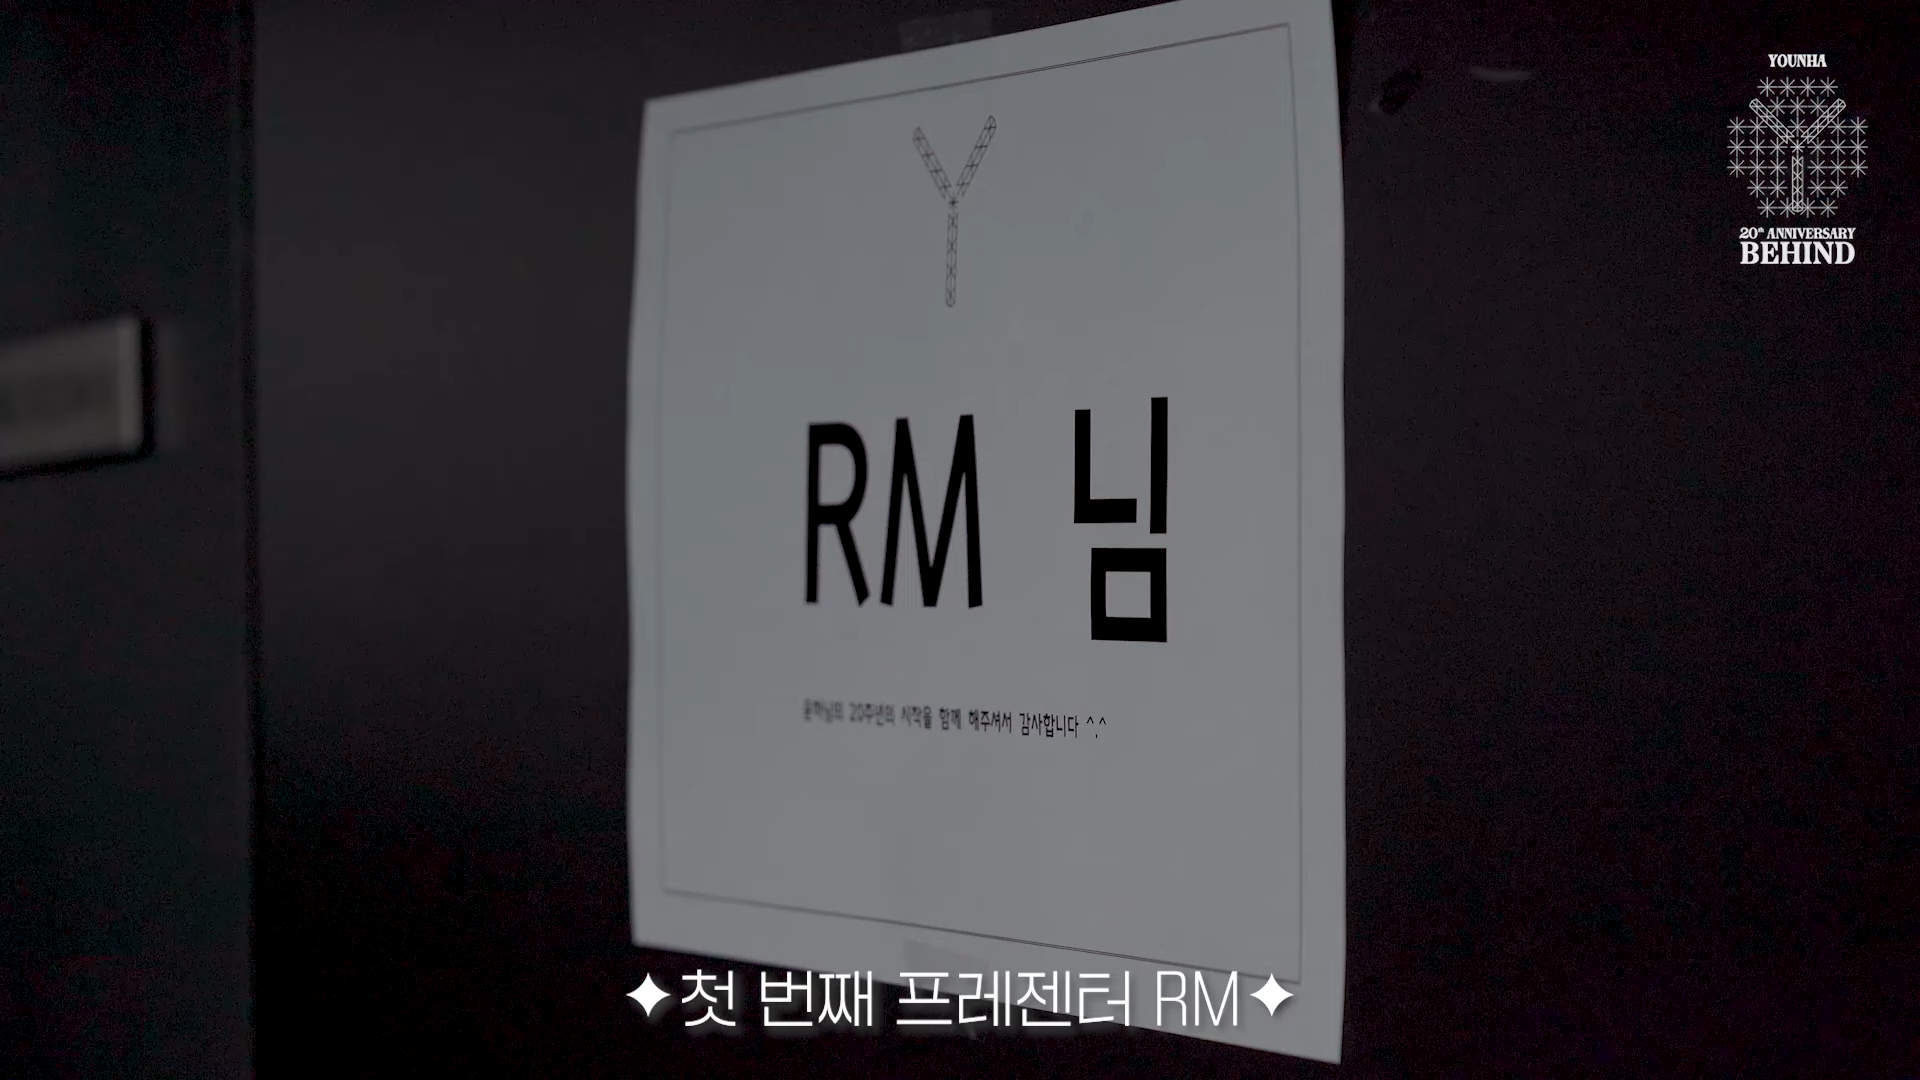 YOUNHA
20th ANNIVERSARY
BEHIND
RM 님
윤하님의 20주년의 시작을 함께 해주셔서 감사합니다 ^.^
✦첫 번째 프레젠터 RM✦